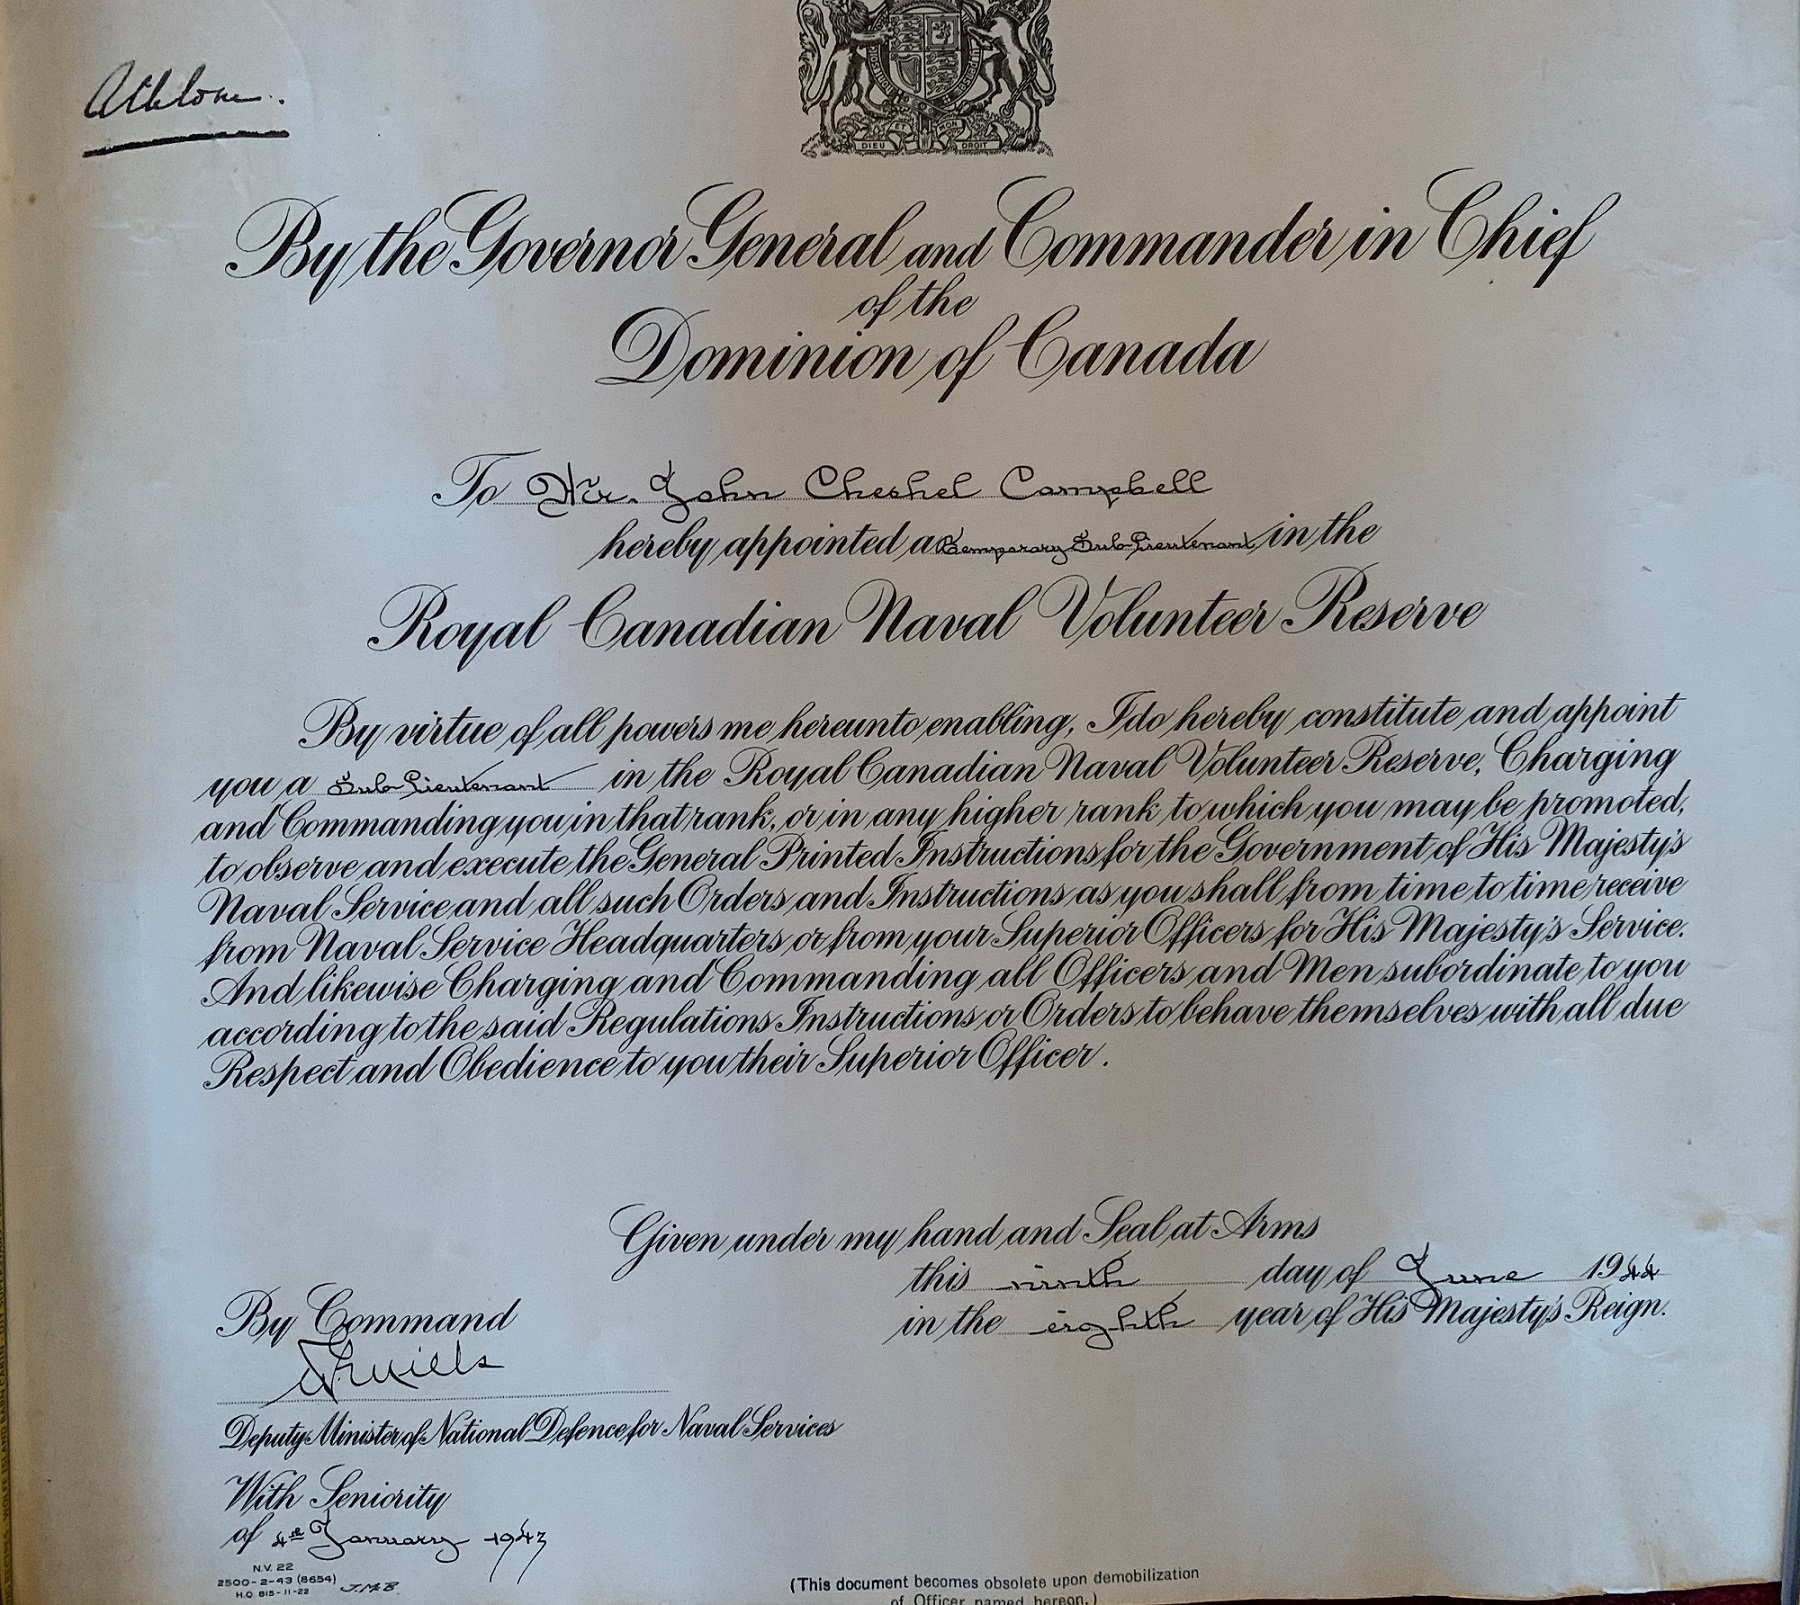 Athlone.
DIEU ET MON DROIT
By the Governor General and Commander in Chief
of the
Dominion of Canada
To Mr. John Cheshel Campbell
hereby appointed a Temporary Sub-Lieutenant in the
Royal Canadian Naval Volunteer Reserve
By virtue of all powers me hereunto enabling, I do hereby constitute and appoint
you a Sub-Lieutenant in the Royal Canadian Naval Volunteer Reserve, Charging
and Commanding you in that rank, or in any higher rank to which you may be promoted,
to observe and execute the General Printed Instructions for the Government of His Majesty's
Naval Service and all such Orders and Instructions as you shall from time to time receive
from Naval Service Headquarters or from your Superior Officers for His Majesty's Service.
And likewise Charging and Commanding all Officers and Men subordinate to you
according to the said Regulations Instructions or Orders to behave themselves with all due
Respect and Obedience to you their Superior Officer.
Given under my hand and Seal at Arms
this ninth day of June 1944
in the eighth year of His Majesty's Reign.
By Command
Deputy Minister of National Defence for Naval Services
With Seniority
of 4th January 1943
N.V. 22
2500-2-43 (8654)
H.Q. 815-11-22
J.McB.
(This document becomes obsolete upon demobilization
of Officer named hereon.)